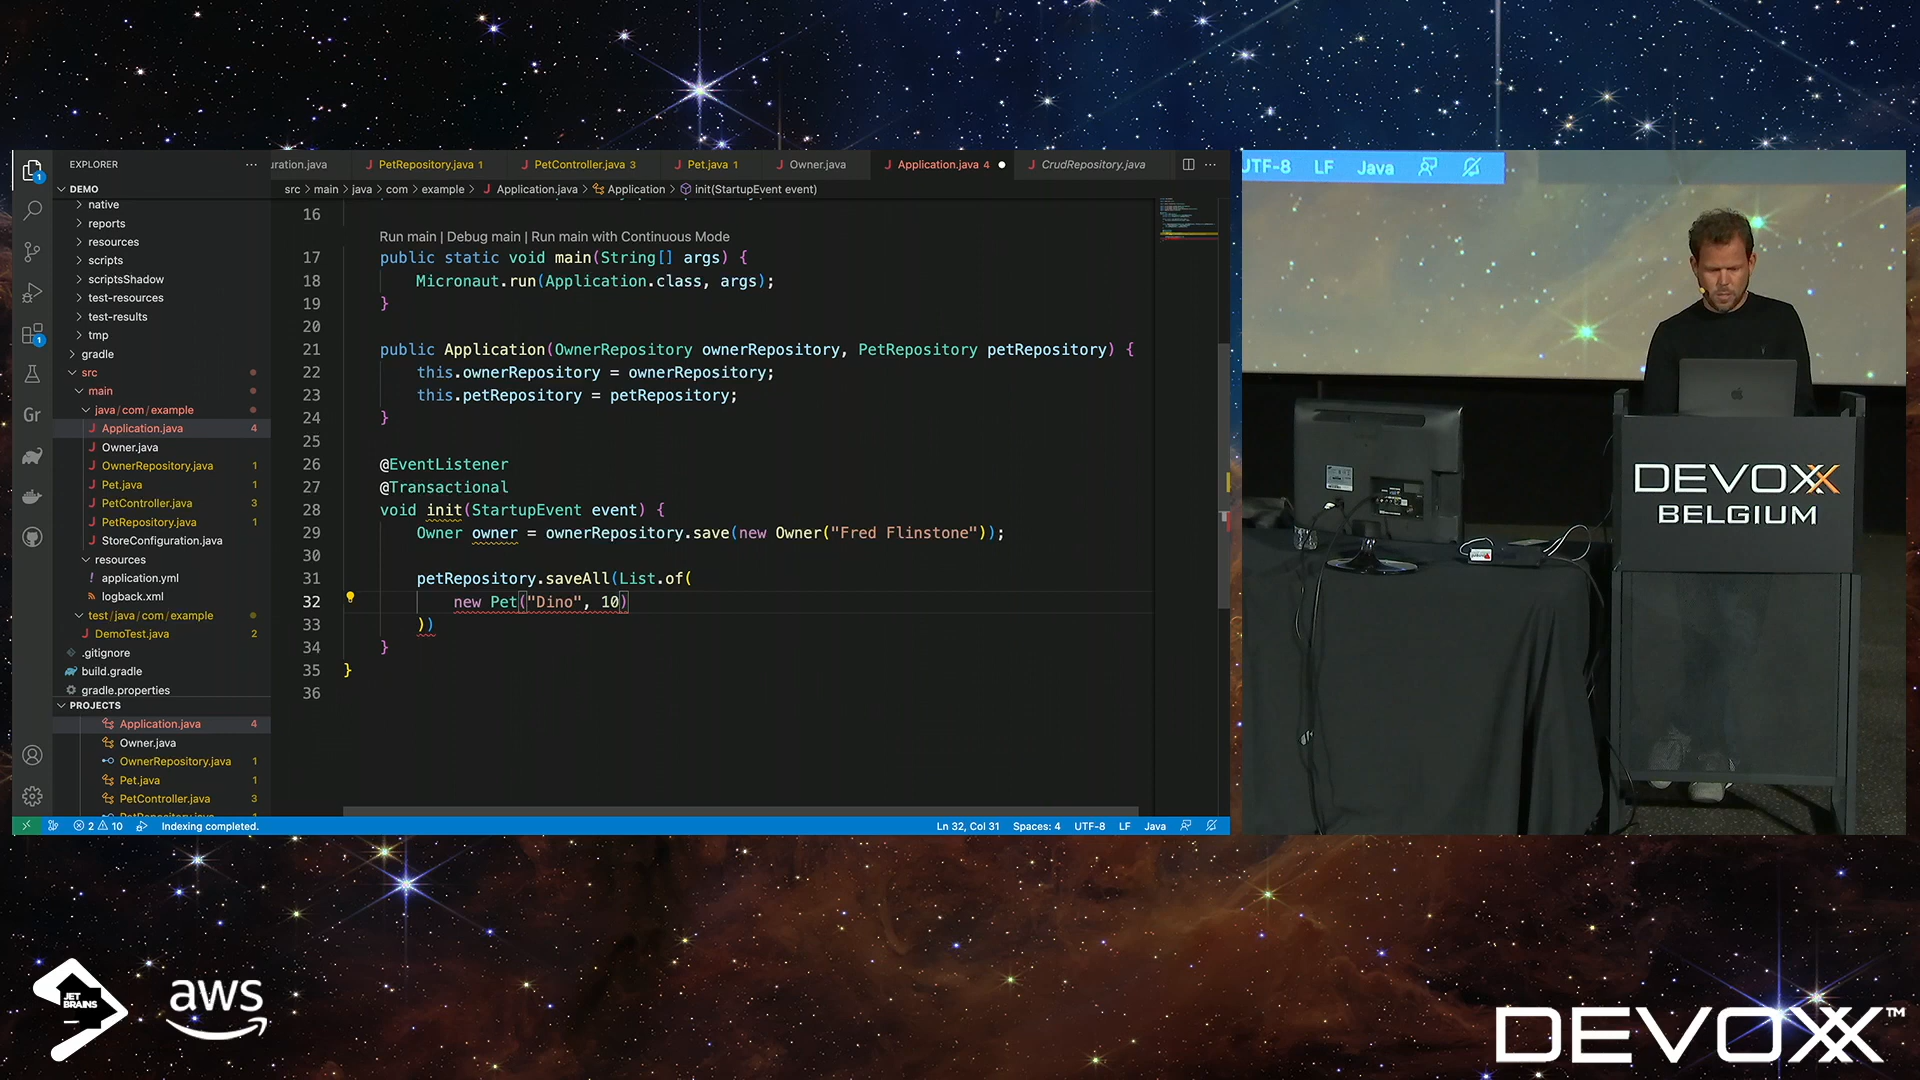 EXPLORER
DEMO
native
reports
resources
scripts
scriptsShadow
test-resources
test-results
tmp
gradle
src
main
java/com/example
Application.java 4
Owner.java
OwnerRepository.java 1
Pet.java 1
PetController.java 3
PetRepository.java 1
StoreConfiguration.java
resources
application.yml
logback.xml
test/java/com/example
DemoTest.java 2
.gitignore
build.gradle
gradle.properties
PROJECTS
Application.java 4
Owner.java
OwnerRepository.java 1
Pet.java 1
PetController.java 3
uration.java PetRepository.java 1 PetController.java 3 Pet.java 1 Owner.java Application.java 4 CrudRepository.java
src > main > java > com > example > Application.java > Application > init(StartupEvent event)
16
Run main | Debug main | Run main with Continuous Mode
17 public static void main(String[] args) {
18 Micronaut.run(Application.class, args);
19 }
20
21 public Application(OwnerRepository ownerRepository, PetRepository petRepository) {
22 this.ownerRepository = ownerRepository;
23 this.petRepository = petRepository;
24 }
25
26 @EventListener
27 @Transactional
28 void init(StartupEvent event) {
29 Owner owner = ownerRepository.save(new Owner("Fred Flinstone"));
30
31 petRepository.saveAll(List.of(
32 new Pet("Dino", 10)
33 ))
34 }
35 }
36
2 10 Indexing completed. Ln 32, Col 31 Spaces: 4 UTF-8 LF Java
UTF-8 LF Java
DEVOXX
BELGIUM
JET
BRAINS
aws
DEVOXX™